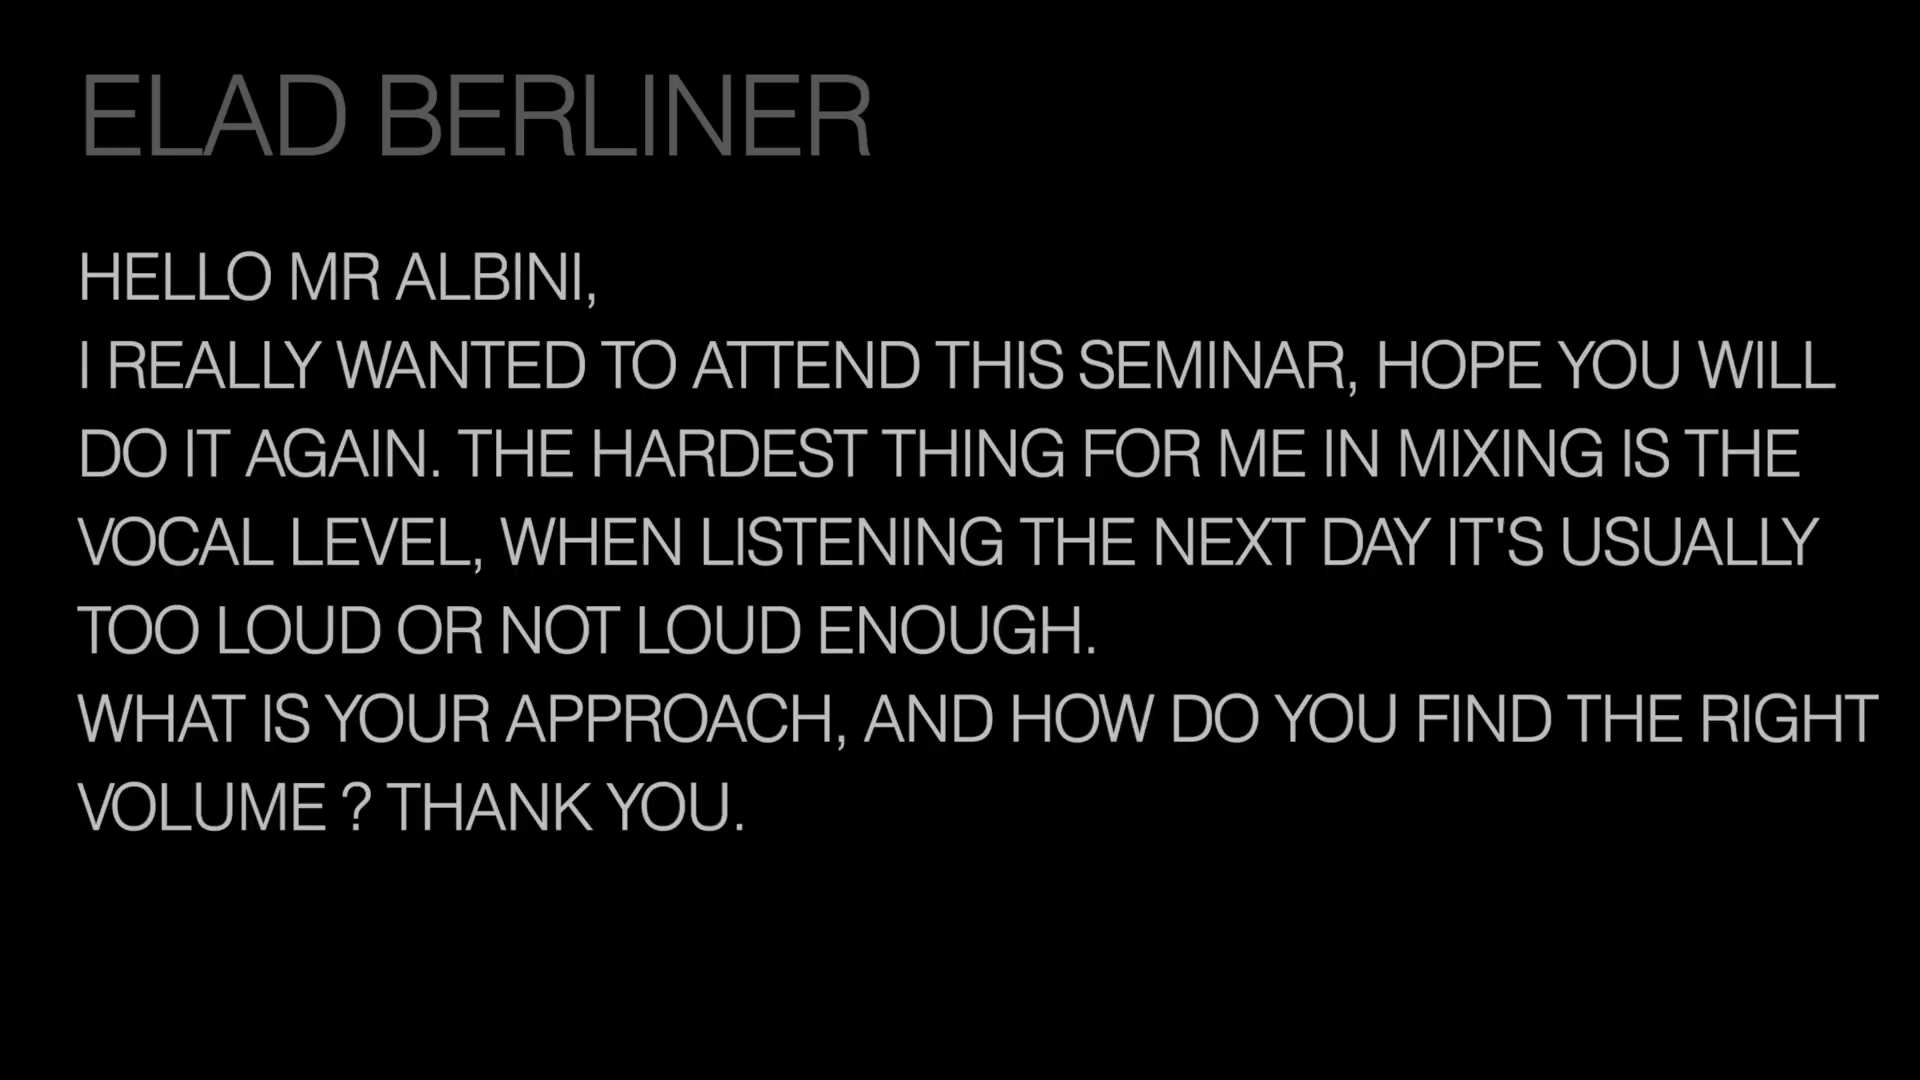 ELAD BERLINER
HELLO MR ALBINI,
I REALLY WANTED TO ATTEND THIS SEMINAR, HOPE YOU WILL
DO IT AGAIN. THE HARDEST THING FOR ME IN MIXING IS THE
VOCAL LEVEL, WHEN LISTENING THE NEXT DAY IT'S USUALLY
TOO LOUD OR NOT LOUD ENOUGH.
WHAT IS YOUR APPROACH, AND HOW DO YOU FIND THE RIGHT
VOLUME ? THANK YOU.